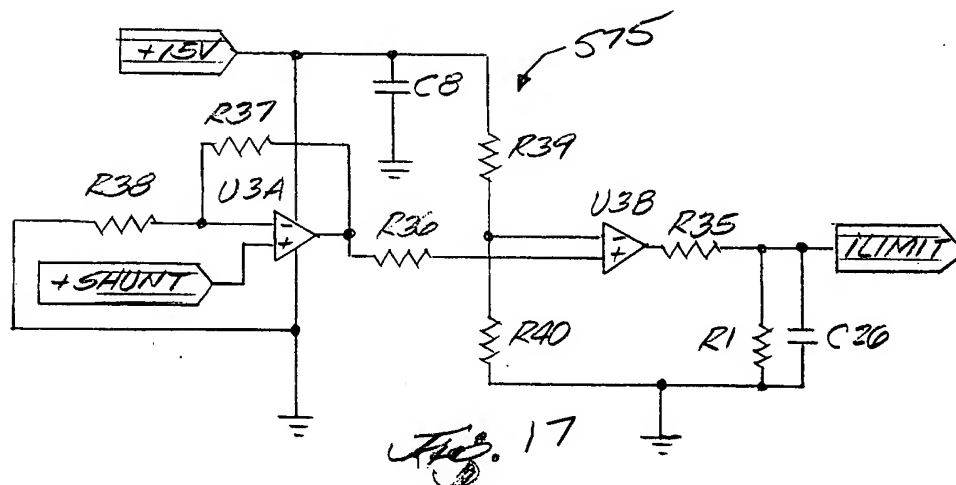 +15V
575
C8
R37
R39
R38
U3A
U3B
R36
R35
ILIMIT
+SHUNT
R40
R1
C26
FIG. 17